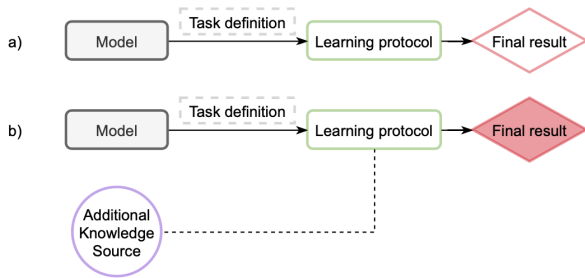 Task definition
a) Model Learning protocol Final result
Task definition
b) Model Learning protocol Final result
Additional
Knowledge
Source